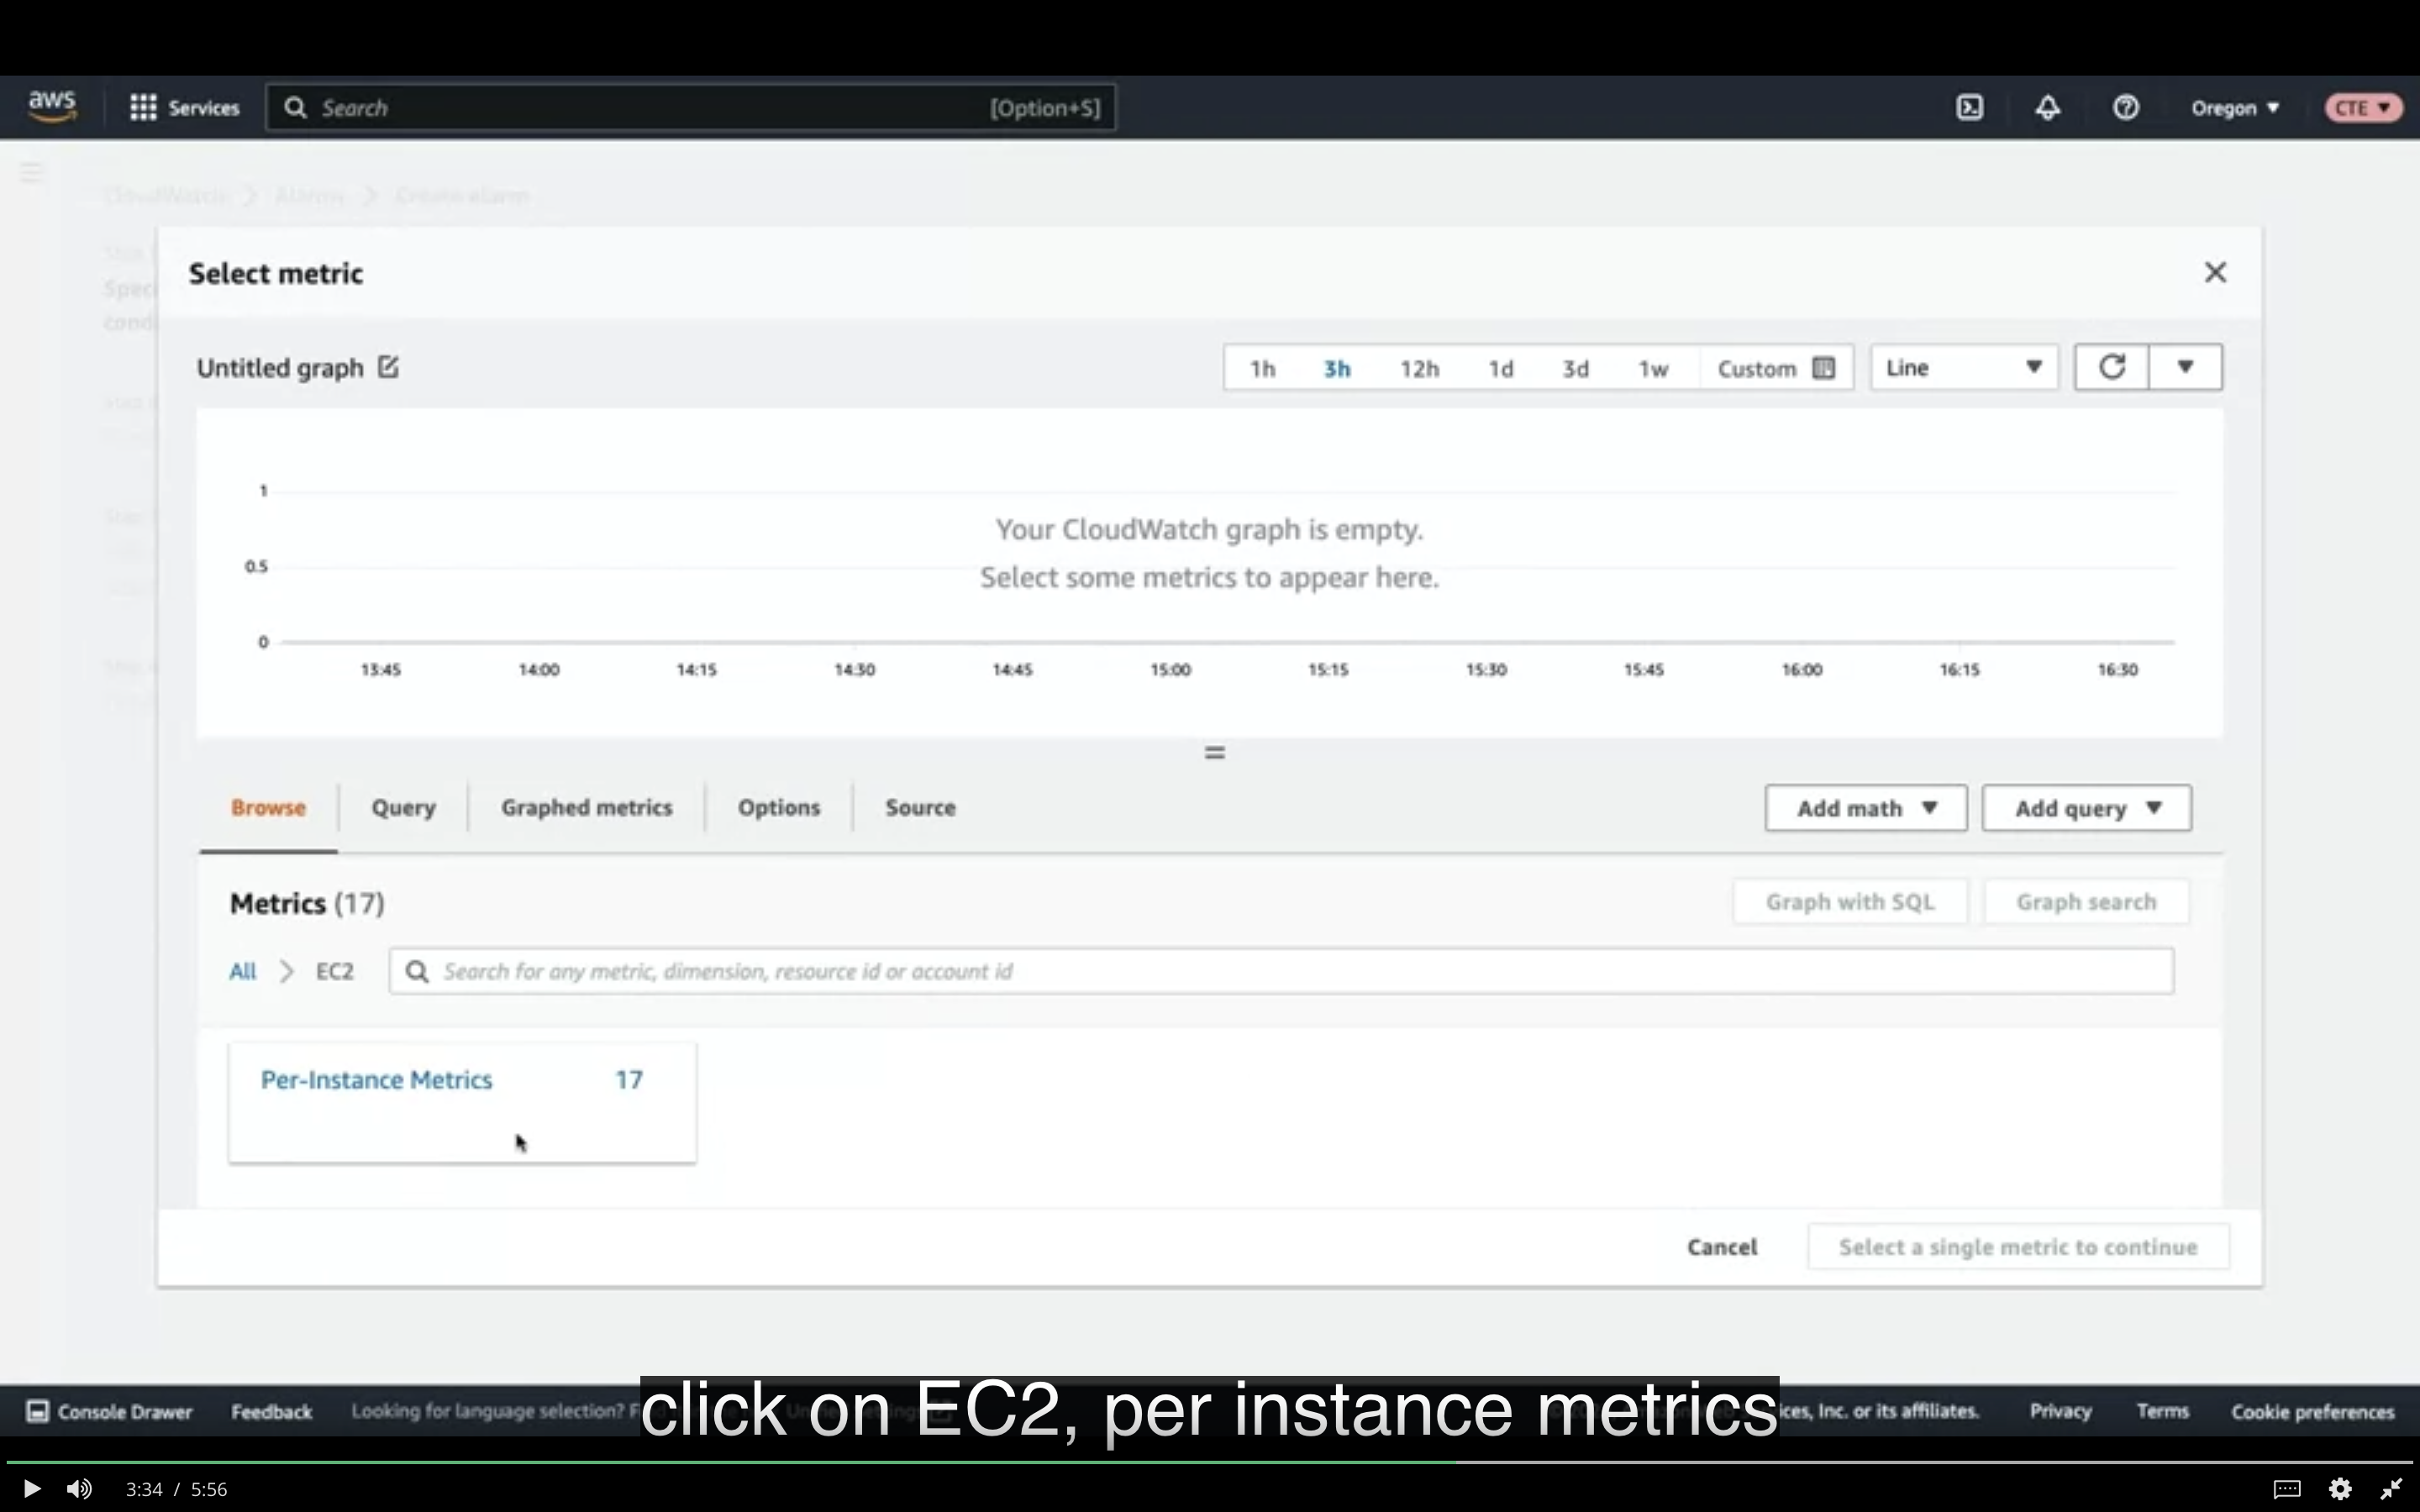 aws
Services
Search [Option+S]
Oregon
CTE
CloudWatch > Alarms > Create alarm
Select metric
Speci
condi
Untitled graph
1h 3h 12h 1d 3d 1w Custom
Line
1
0.5
0
Your CloudWatch graph is empty.
Select some metrics to appear here.
13:45 14:00 14:15 14:30 14:45 15:00 15:15 15:30 15:45 16:00 16:15 16:30
Browse Query Graphed metrics Options Source
Add math Add query
Metrics (17)
Graph with SQL Graph search
All > EC2
Search for any metric, dimension, resource id or account id
Per-Instance Metrics 17
Cancel
Select a single metric to continue
click on EC2, per instance metrics
Console Drawer Feedback Looking for language selection? F
ices, Inc. or its affiliates. Privacy Terms Cookie preferences
3:34 / 5:56